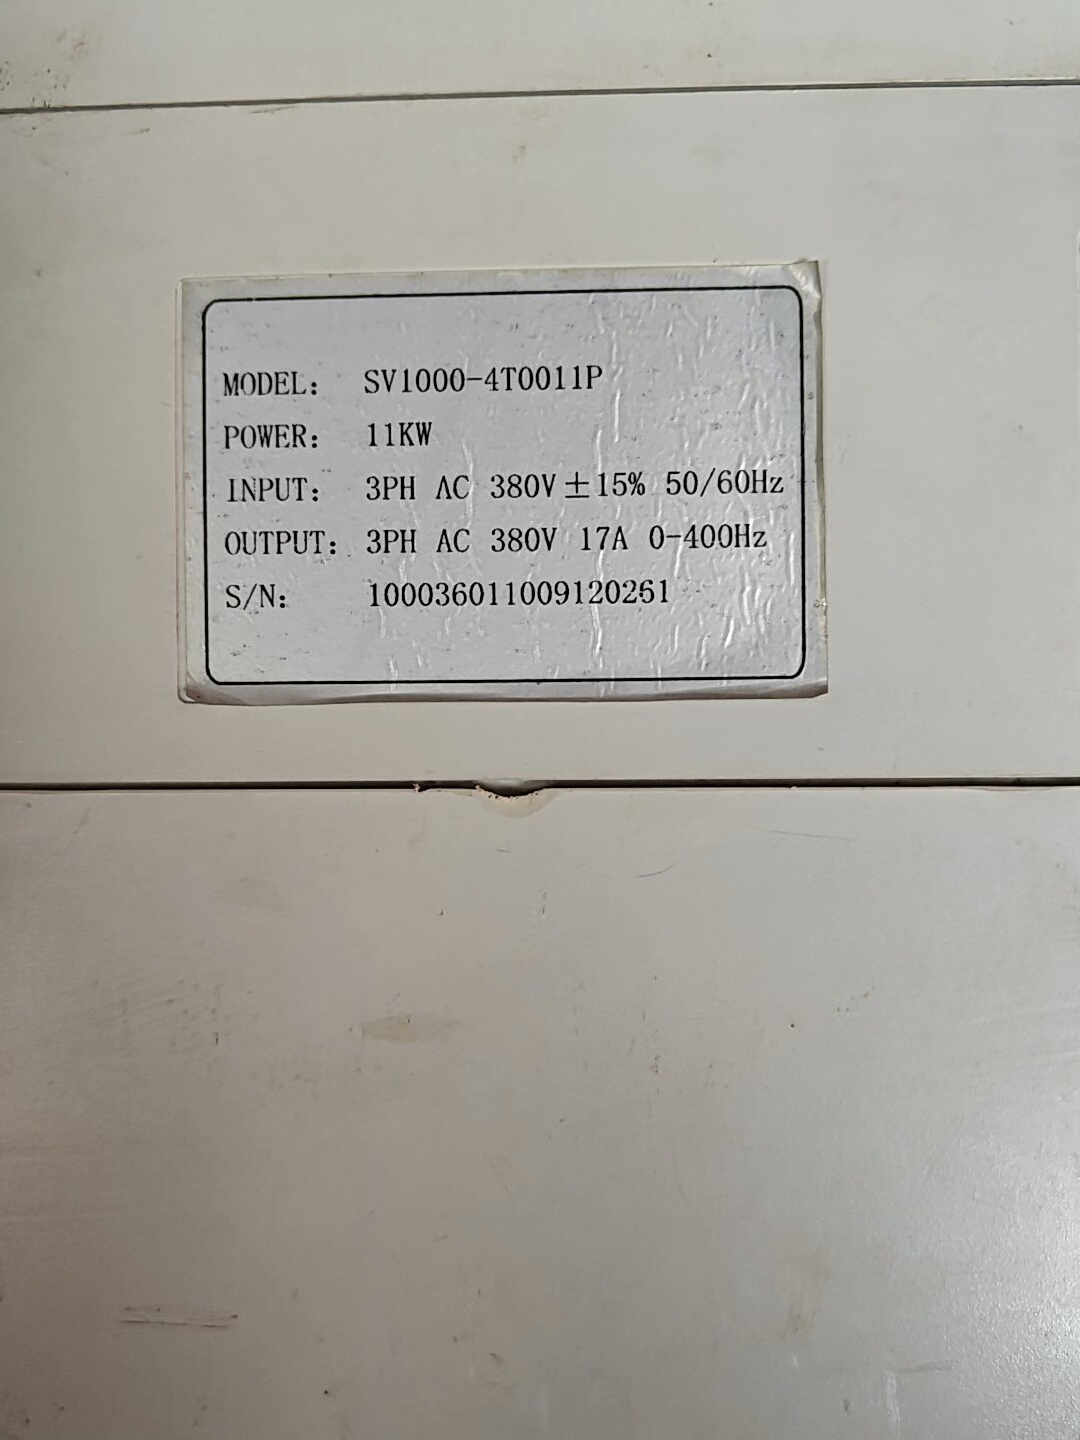 MODEL: SV1000-4T0011P
POWER: 11KW
INPUT: 3PH AC 380V±15% 50/60Hz
OUTPUT: 3PH AC 380V 17A 0-400Hz
S/N: 100036011009120261